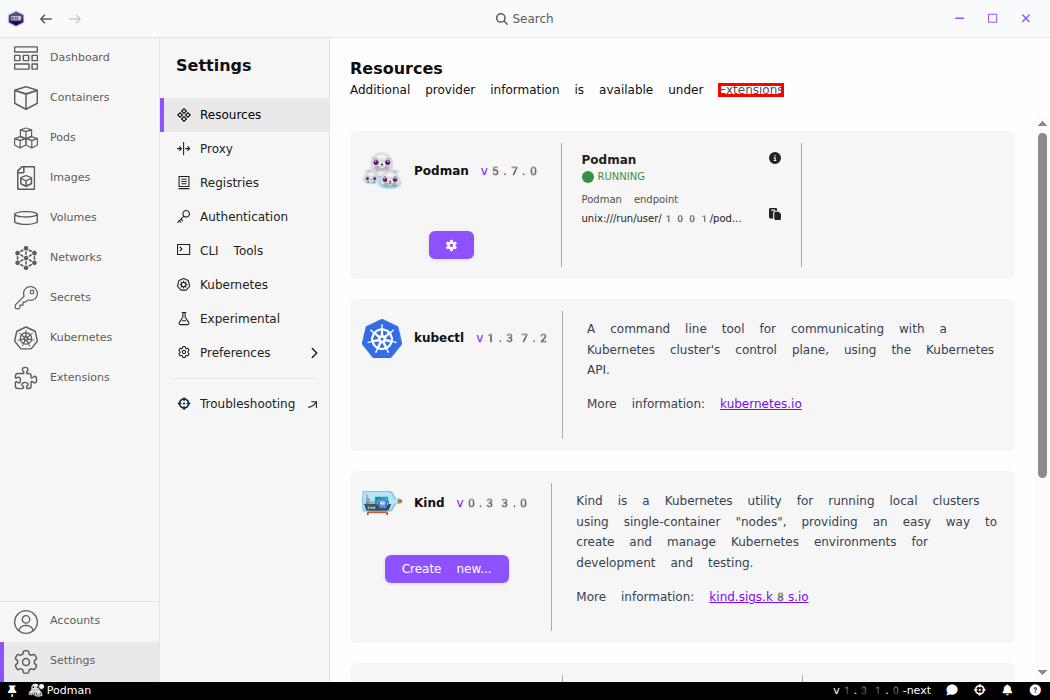 Search
Dashboard
Containers
Pods
Images
Volumes
Networks
Secrets
Kubernetes
Extensions
Accounts
Settings
Settings
Resources
Proxy
Registries
Authentication
CLI Tools
Kubernetes
Experimental
Preferences
Troubleshooting
Resources
Additional provider information is available under Extensions
Podman v5.7.0
Podman
RUNNING
Podman endpoint
unix:///run/user/1001/pod...
kubectl v1.37.2
A command line tool for communicating with a
Kubernetes cluster's control plane, using the Kubernetes
API.
More information: kubernetes.io
Kind v0.33.0
Create new...
Kind is a Kubernetes utility for running local clusters
using single-container "nodes", providing an easy way to
create and manage Kubernetes environments for
development and testing.
More information: kind.sigs.k8s.io
Podman
v1.31.0-next